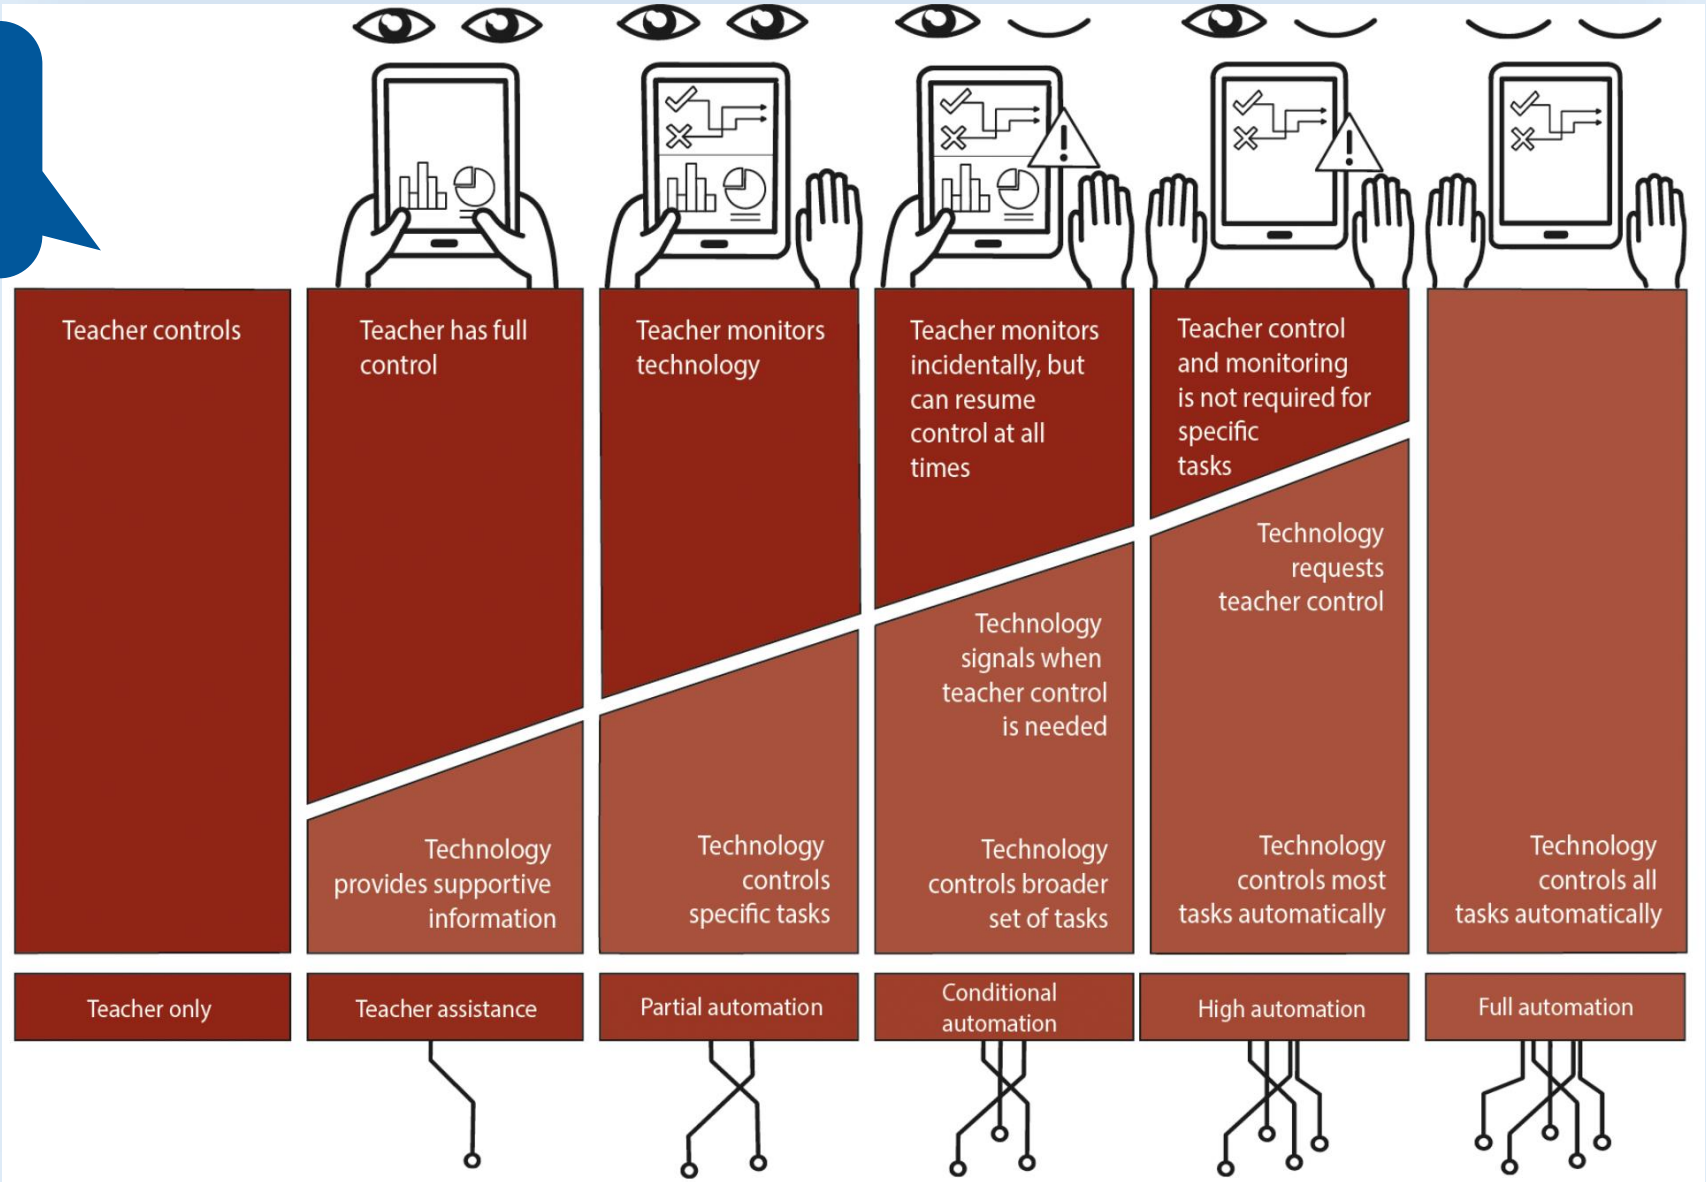 Teacher controls
Teacher has full
control
Technology
provides supportive
information
Teacher monitors
technology
Technology
controls
specific tasks
Teacher monitors
incidentally, but
can resume
control at all
times
Technology
signals when
teacher control
is needed
Technology
controls broader
set of tasks
Teacher control
and monitoring
is not required for
specific
tasks
Technology
requests
teacher control
Technology
controls most
tasks automatically
Technology
controls all
tasks automatically
Teacher only
Teacher assistance
Partial automation
Conditional
automation
High automation
Full automation